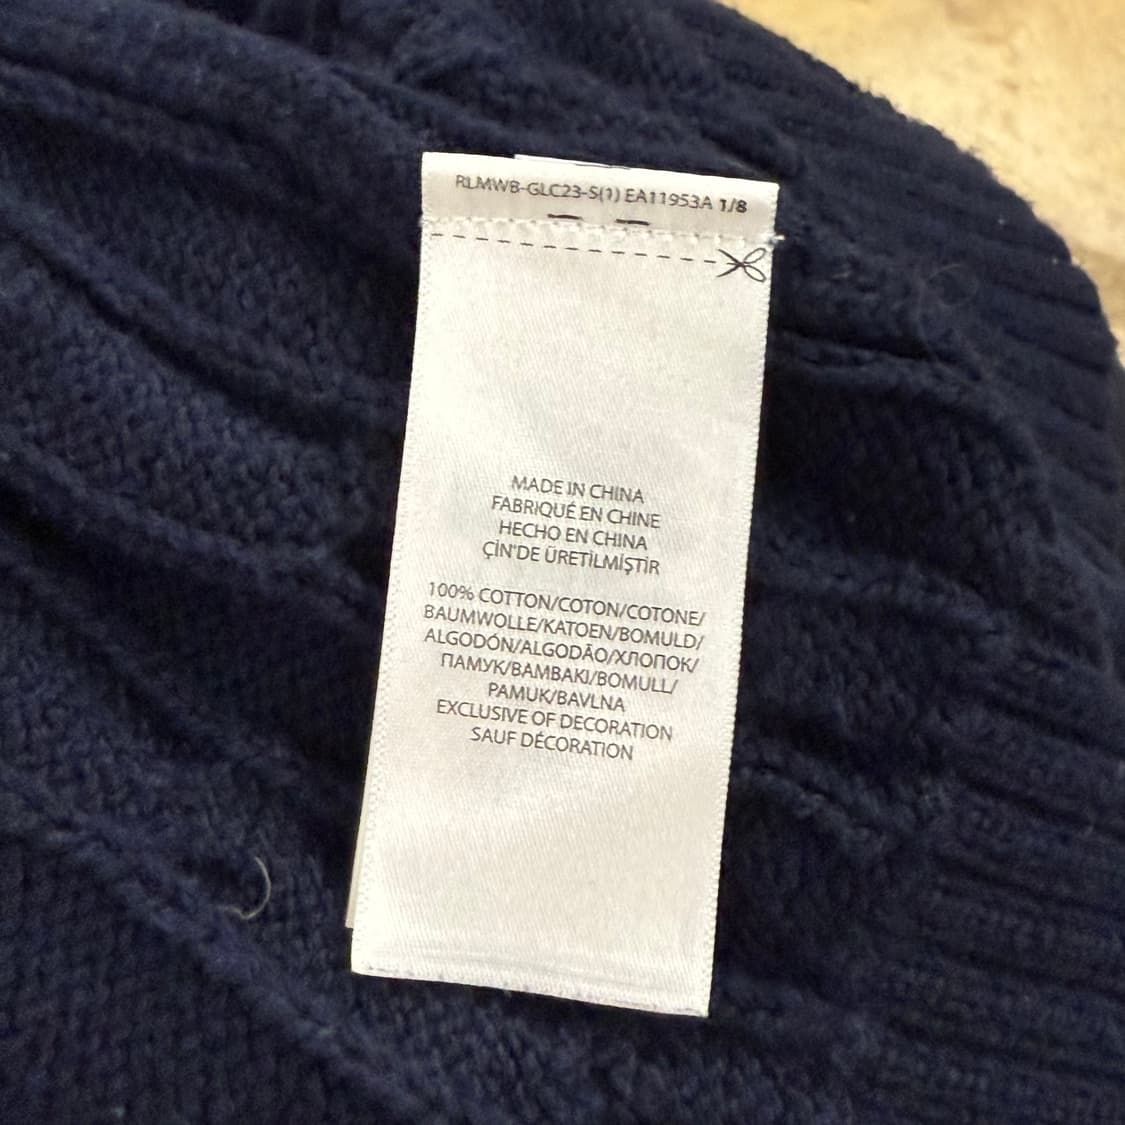 RLMWB-GLC23-S(1) EA11953A 1/8
MADE IN CHINA
FABRIQUÉ EN CHINE
HECHO EN CHINA
ÇİN'DE ÜRETİLMİŞTİR
100% COTTON/COTON/COTONE/
BAUMWOLLE/KATOEN/BOMULD/
ALGODÓN/ALGODÃO/ХЛОПОК/
ПАМУК/BAMBAKI/BOMULL/
PAMUK/BAVLNA
EXCLUSIVE OF DECORATION
SAUF DÉCORATION